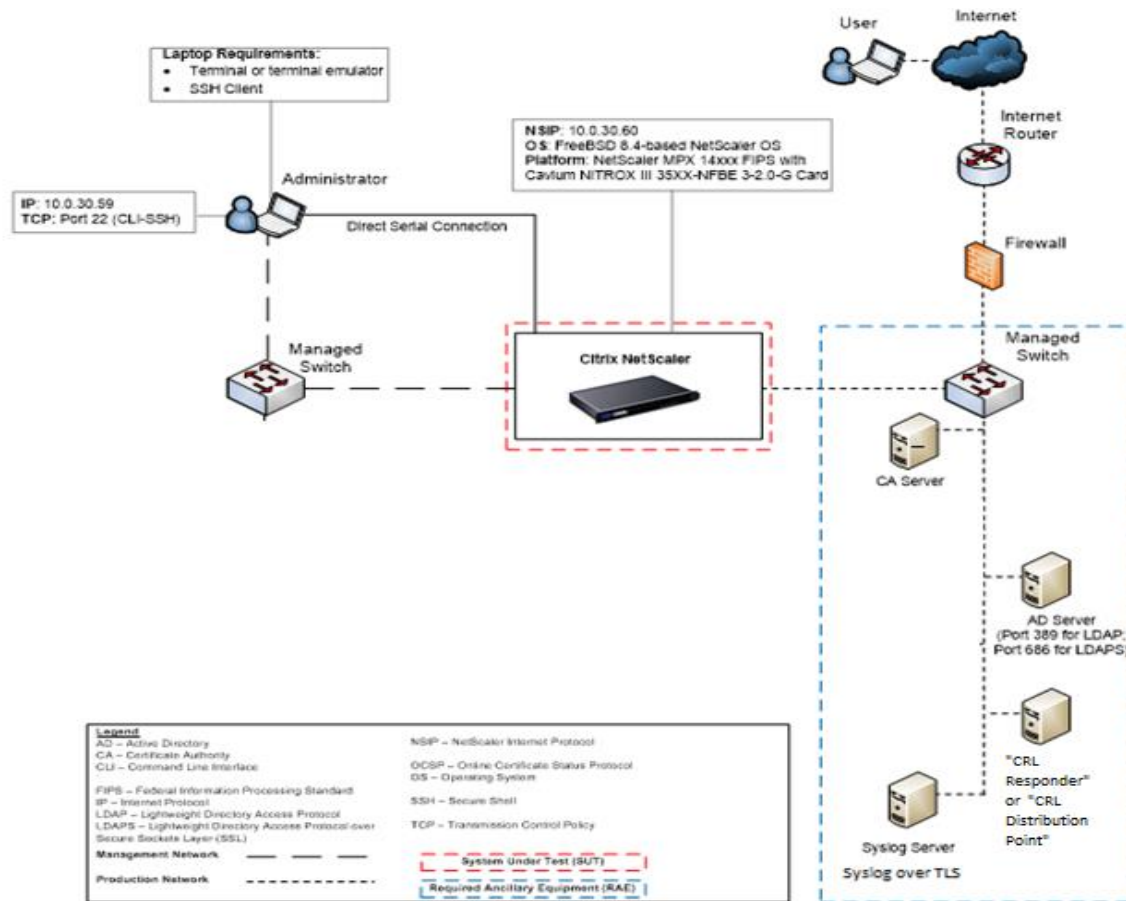 User
Internet
Laptop Requirements:
• Terminal or terminal emulator
• SSH Client
Internet
Router
NSIP: 10.0.30.60
OS: FreeBSD 8.4-based NetScaler OS
Platform: NetScaler MPX 14xxx FIPS with
Cavium NITROX III 35XX-NFBE 3-2.0-G Card
Administrator
IP: 10.0.30.59
TCP: Port 22 (CLI-SSH)
Direct Serial Connection
Firewall
Managed
Switch
Citrix NetScaler
Managed
Switch
CA Server
AD Server
(Port 389 for LDAP;
Port 686 for LDAPS)
"CRL
Responder"
or "CRL
Distribution
Point"
Syslog Server
Syslog over TLS
Legend
AD – Active Directory
CA – Certificate Authority
CLI – Command Line Interface
FIPS – Federal Information Processing Standard
IP – Internet Protocol
LDAP – Lightweight Directory Access Protocol
LDAPS – Lightweight Directory Access Protocol over
Secure Sockets Layer (SSL)
NSIP – NetScaler Internet Protocol
OCSP – Online Certificate Status Protocol
OS – Operating System
SSH – Secure Shell
TCP – Transmission Control Policy
Management Network
System Under Test (SUT)
Production Network
Required Ancillary Equipment (RAE)